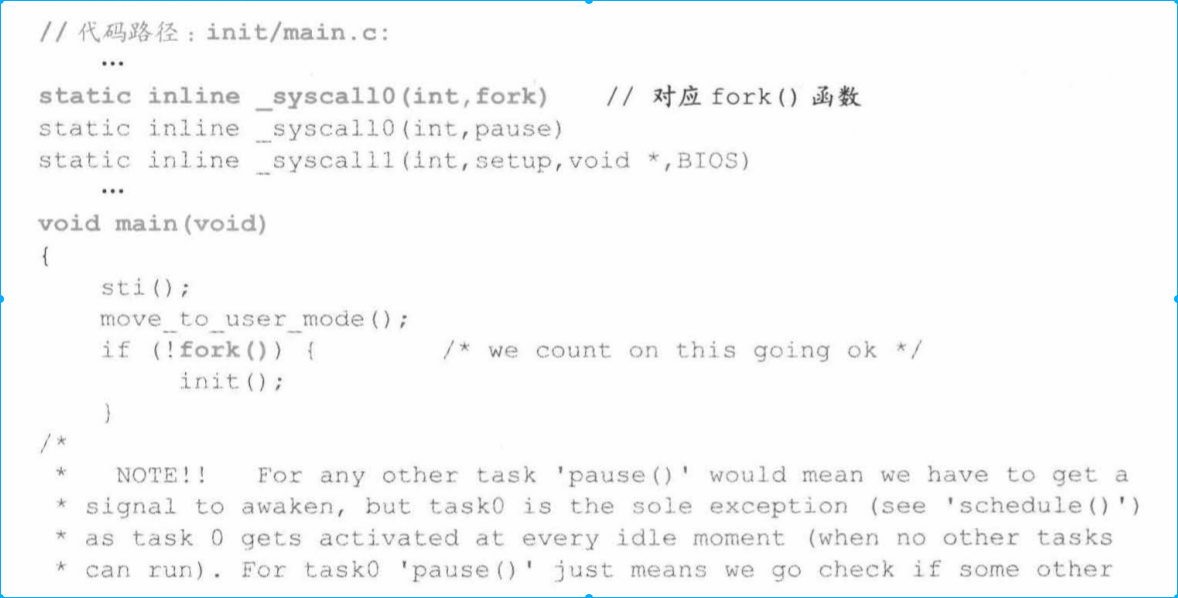 // 代码路径：init/main.c:
...
static inline _syscall0(int,fork) // 对应 fork() 函数
static inline _syscall0(int,pause)
static inline _syscall1(int,setup,void *,BIOS)
...
void main(void)
{
sti();
move_to_user_mode();
if (!fork()) { /* we count on this going ok */
init();
}
/*
* NOTE!! For any other task 'pause()' would mean we have to get a
* signal to awaken, but task0 is the sole exception (see 'schedule()')
* as task 0 gets activated at every idle moment (when no other tasks
* can run). For task0 'pause()' just means we go check if some other